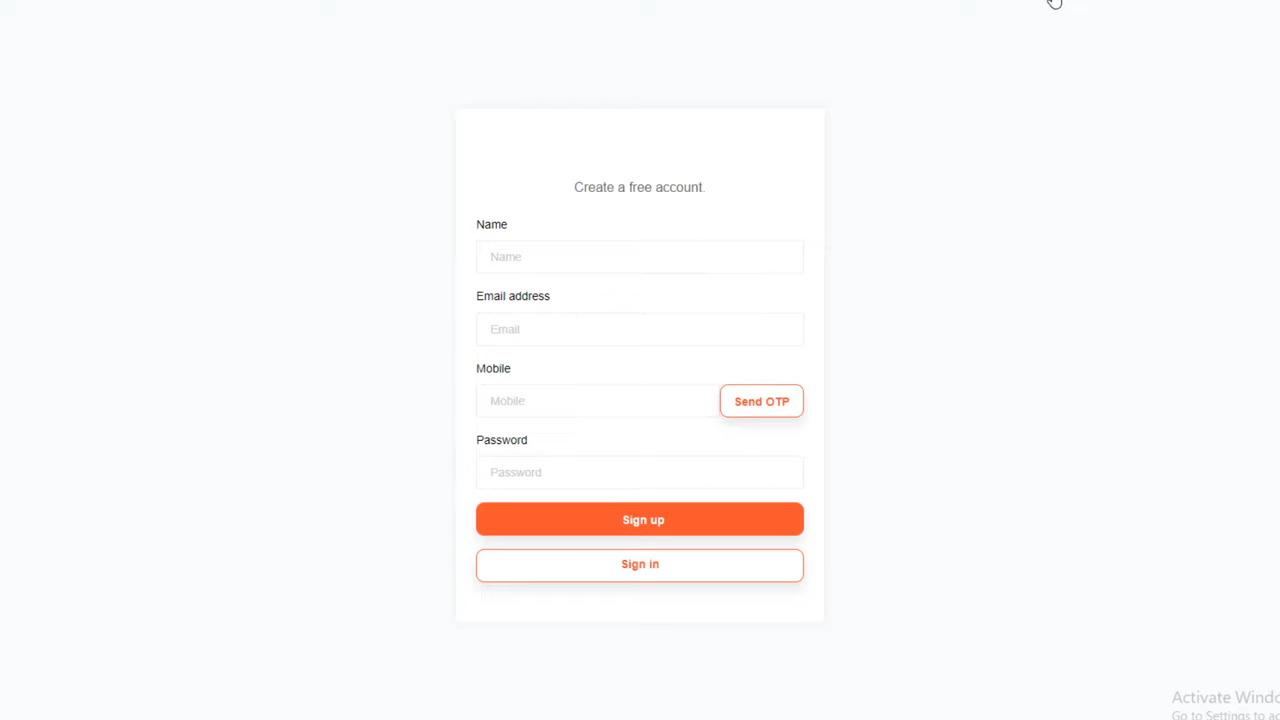 Create a free account.
Name
Name
Email address
Email
Mobile
Mobile
Send OTP
Password
Password
Sign up
Sign in
Activate Windo
Go to Settings to ac